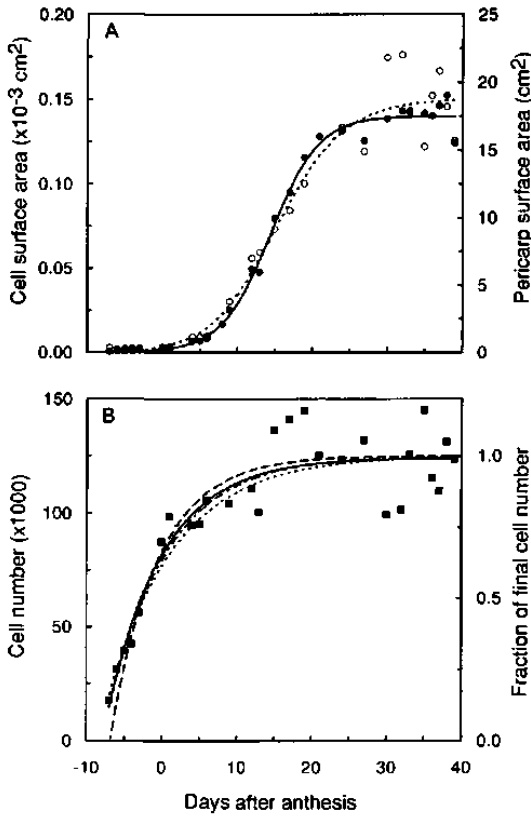 A
0.20
0.15
0.10
0.05
0.00
Cell surface area (x10⁻³ cm²)
25
20
15
10
5
0
Pericarp surface area (cm²)
B
150
100
50
0
Cell number (x1000)
1.0
0.5
0.0
Fraction of final cell number
-10 0 10 20 30 40
Days after anthesis